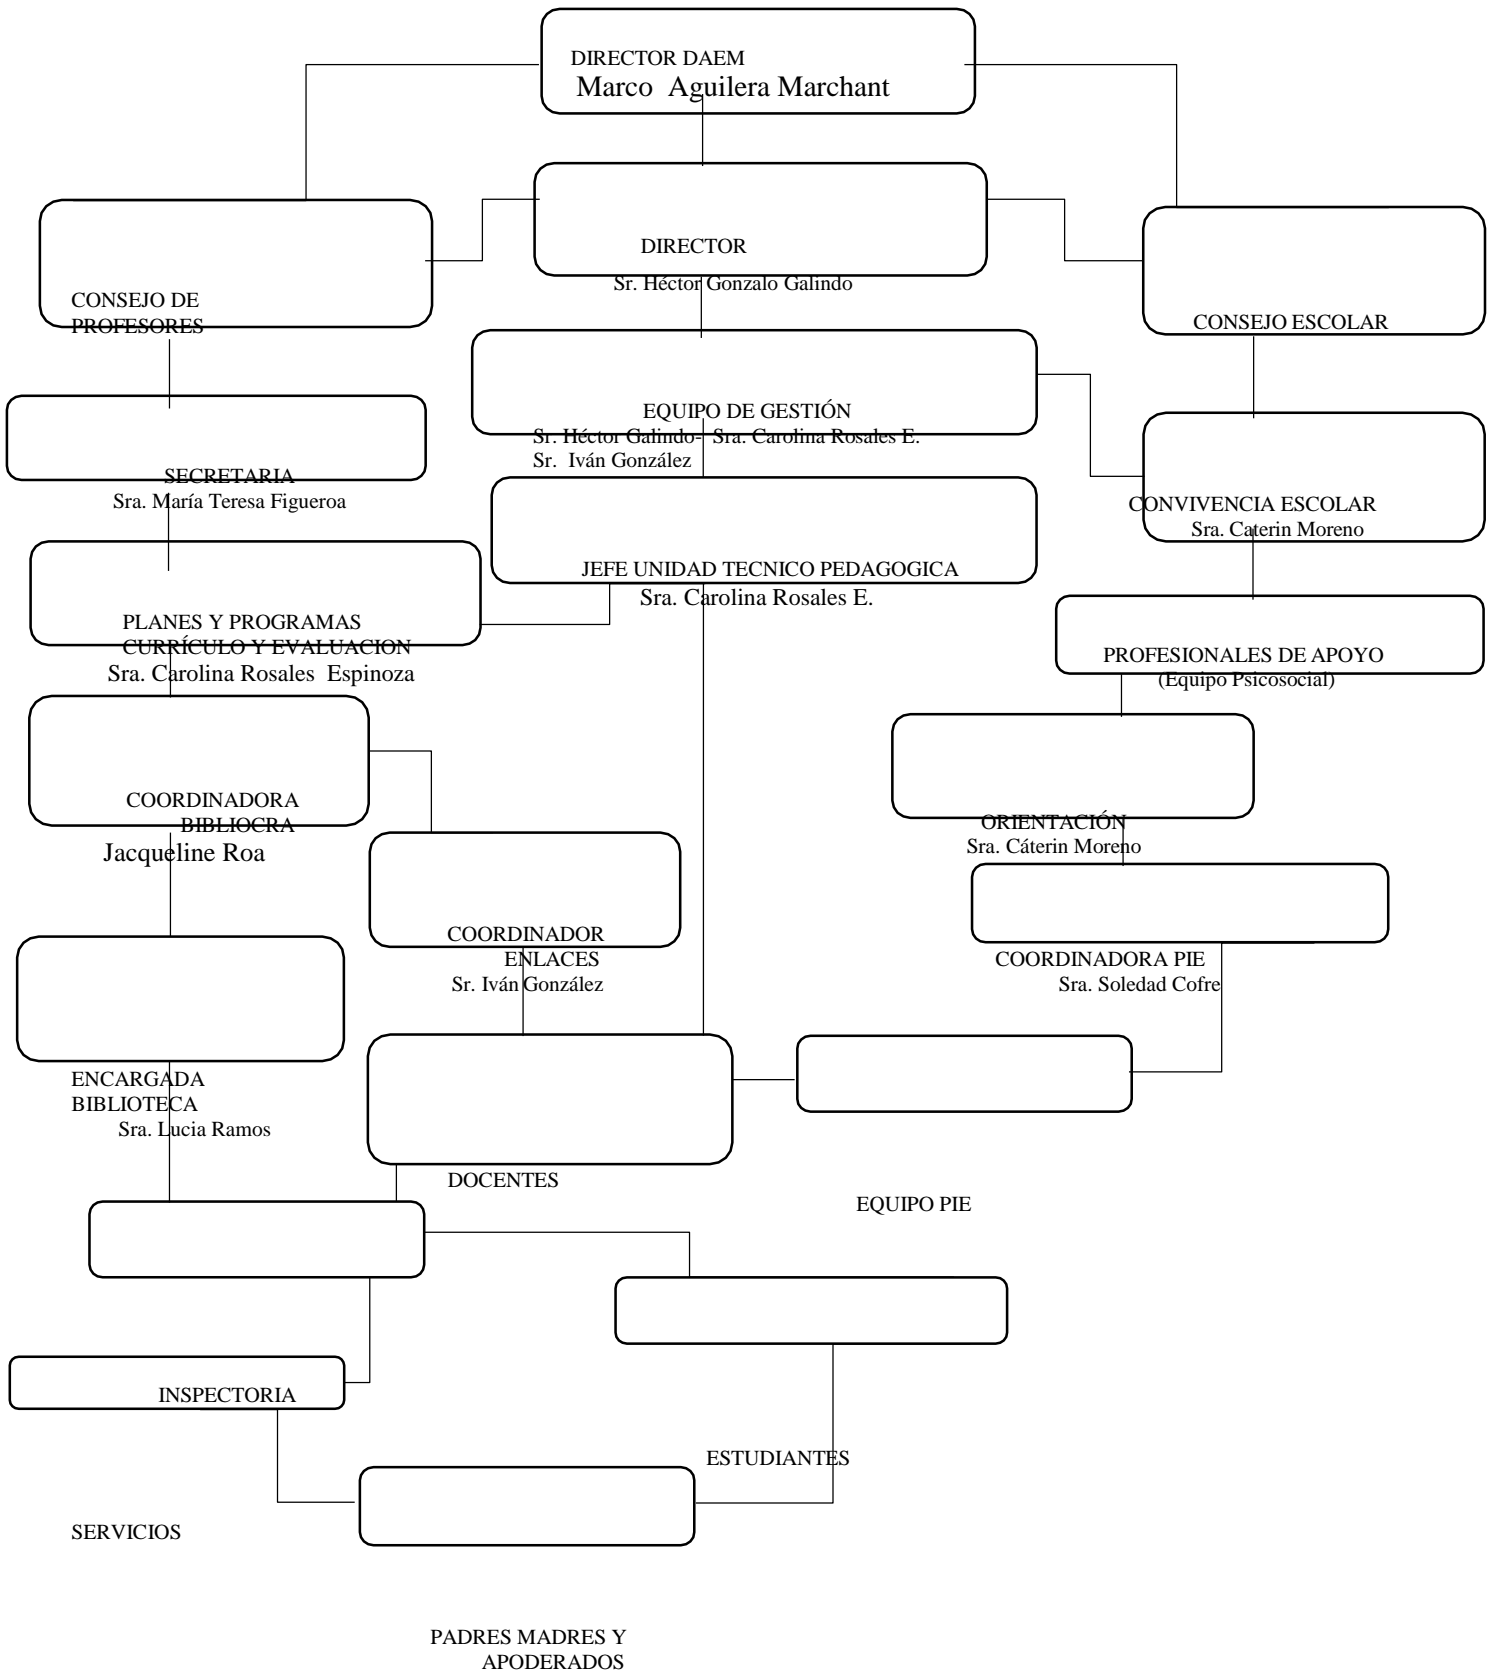 DIRECTOR DAEM
Marco Aguilera Marchant
DIRECTOR
Sr. Héctor Gonzalo Galindo
CONSEJO DE
PROFESORES
CONSEJO ESCOLAR
EQUIPO DE GESTIÓN
Sr. Héctor Galindo- Sra. Carolina Rosales E.
Sr. Iván González
SECRETARIA
Sra. María Teresa Figueroa
CONVIVENCIA ESCOLAR
Sra. Caterin Moreno
JEFE UNIDAD TECNICO PEDAGOGICA
Sra. Carolina Rosales E.
PLANES Y PROGRAMAS
CURRÍCULO Y EVALUACION
Sra. Carolina Rosales Espinoza
PROFESIONALES DE APOYO
(Equipo Psicosocial)
COORDINADORA
BIBLIOCRA
Jacqueline Roa
ORIENTACIÓN
Sra. Cáterin Moreno
COORDINADOR
ENLACES
Sr. Iván González
COORDINADORA PIE
Sra. Soledad Cofre
ENCARGADA
BIBLIOTECA
Sra. Lucia Ramos
DOCENTES
EQUIPO PIE
INSPECTORIA
ESTUDIANTES
SERVICIOS
PADRES MADRES Y
APODERADOS